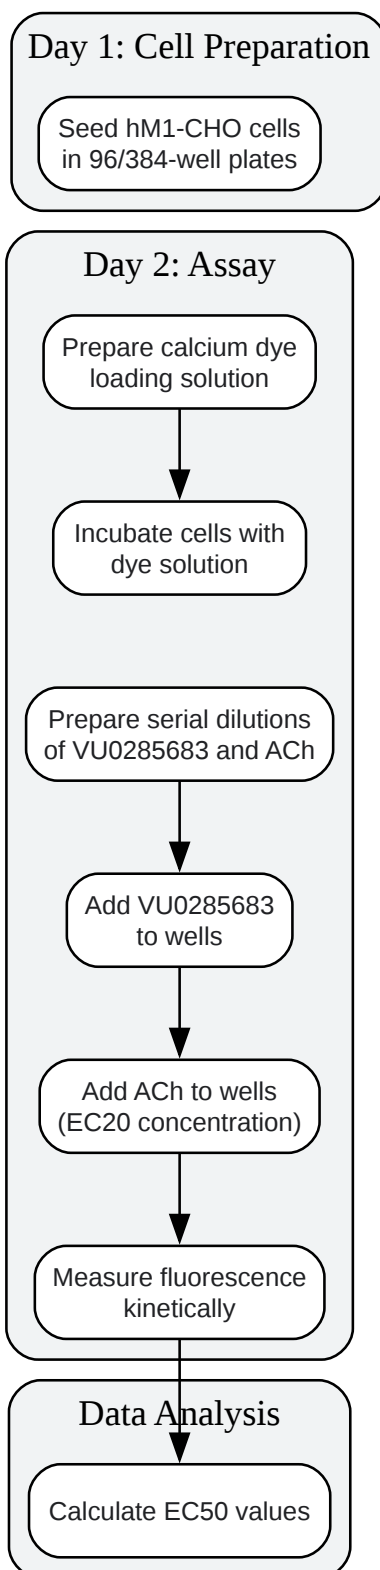 Day 1: Cell Preparation
Seed hM1-CHO cells
in 96/384-well plates
Day 2: Assay
Prepare calcium dye
loading solution
Incubate cells with
dye solution
Prepare serial dilutions
of VU0285683 and ACh
Add VU0285683
to wells
Add ACh to wells
(EC20 concentration)
Measure fluorescence
kinetically
Data Analysis
Calculate EC50 values